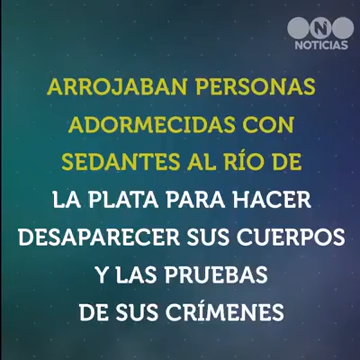 N
NOTICIAS
ARROJABAN PERSONAS
ADORMECIDAS CON
SEDANTES AL RÍO DE
LA PLATA PARA HACER
DESAPARECER SUS CUERPOS
Y LAS PRUEBAS
DE SUS CRÍMENES